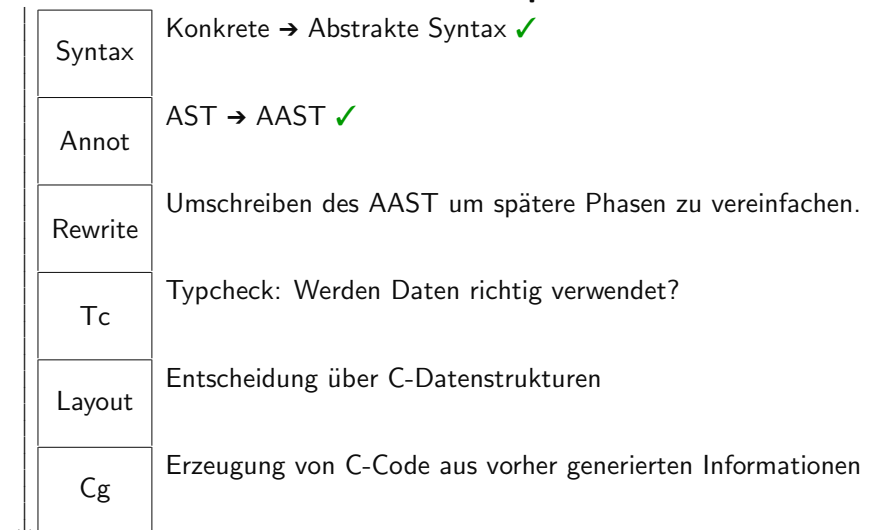 Konkrete ➔ Abstrakte Syntax ✓
Syntax
AST ➔ AAST ✓
Annot
Umschreiben des AAST um spätere Phasen zu vereinfachen.
Rewrite
Typcheck: Werden Daten richtig verwendet?
Tc
Entscheidung über C-Datenstrukturen
Layout
Erzeugung von C-Code aus vorher generierten Informationen
Cg